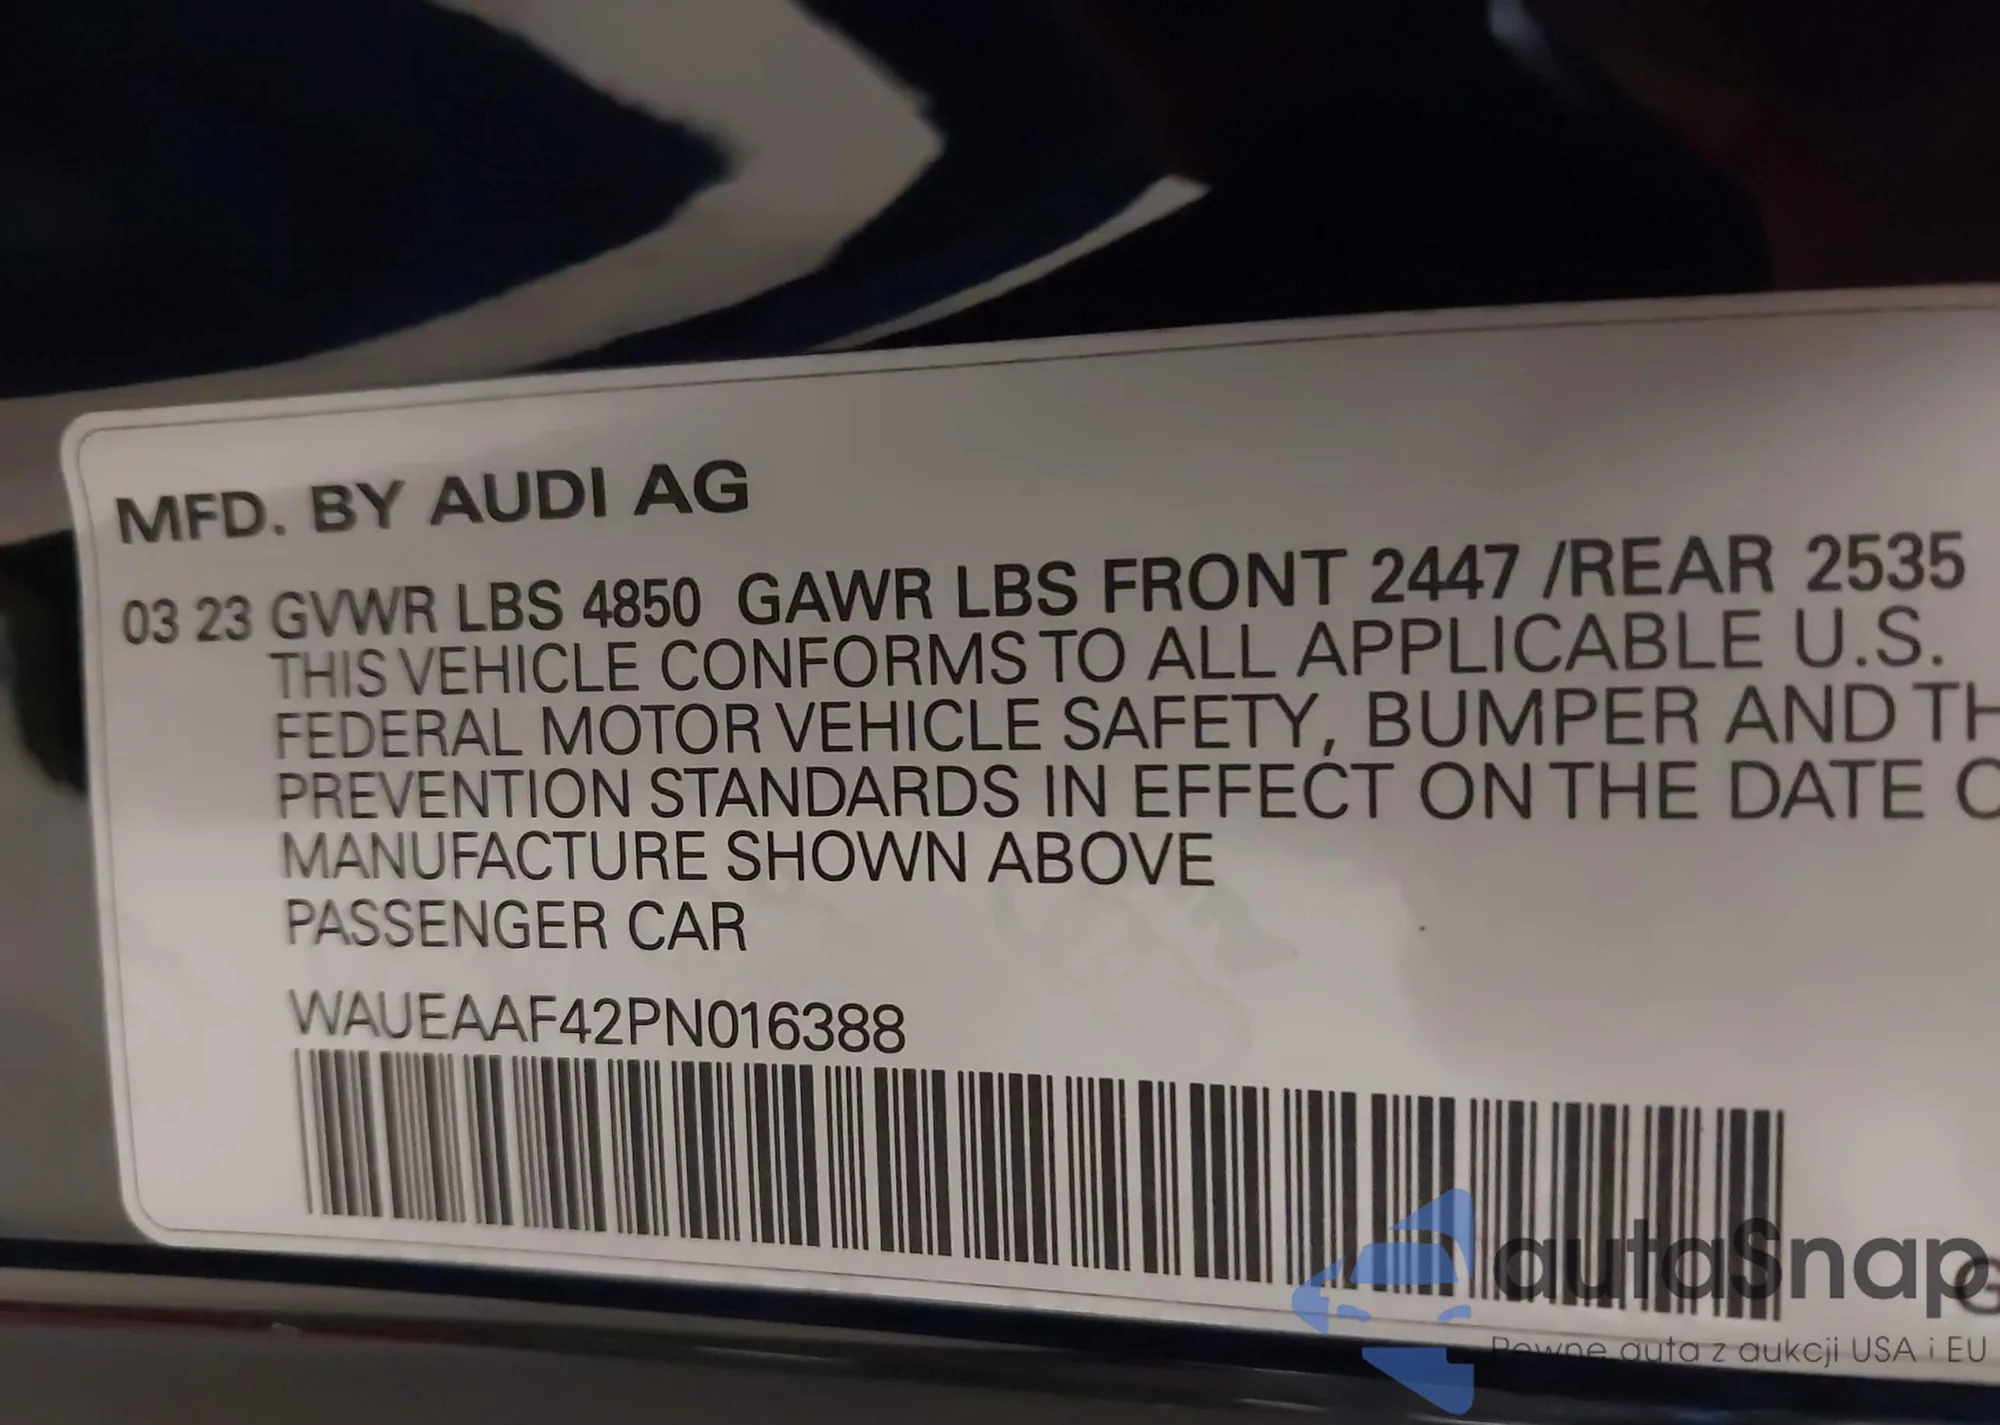 MFD. BY AUDI AG
03 23 GVWR LBS 4850 GAWR LBS FRONT 2447 /REAR 2535
THIS VEHICLE CONFORMS TO ALL APPLICABLE U.S.
FEDERAL MOTOR VEHICLE SAFETY, BUMPER AND TH
PREVENTION STANDARDS IN EFFECT ON THE DATE O
MANUFACTURE SHOWN ABOVE
PASSENGER CAR
WAUEAAF42PN016388
autaSnap
G
Pewne auta z aukcji USA i EU